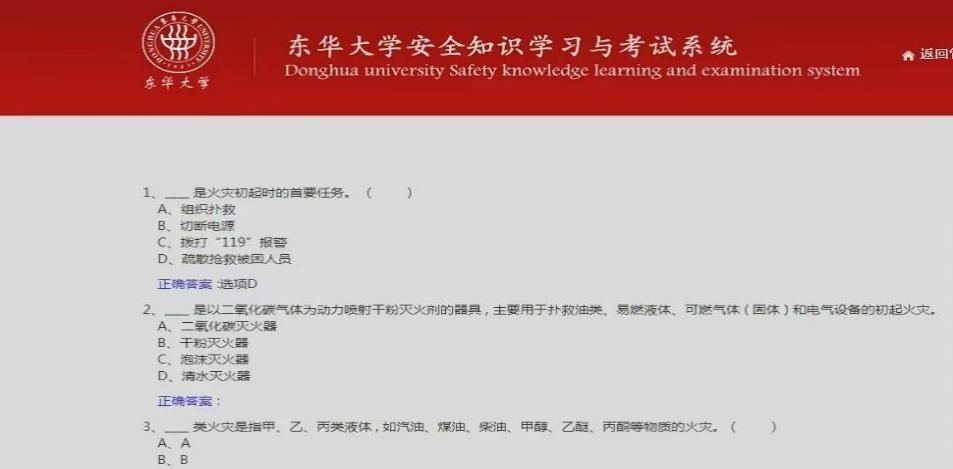 东华大学安全知识学习与考试系统
Donghua university Safety knowledge learning and examination system
东华大学
返回
1、____ 是火灾初起时的首要任务。（　　）
A、组织扑救
B、切断电源
C、拨打“119”报警
D、疏散抢救被困人员
正确答案 :选项D
2、____ 是以二氧化碳气体为动力喷射干粉灭火剂的器具，主要用于扑救油类、易燃液体、可燃气体（固体）和电气设备的初起火灾。
A、二氧化碳灭火器
B、干粉灭火器
C、泡沫灭火器
D、清水灭火器
正确答案：
3、____ 类火灾是指甲、乙、丙类液体，如汽油、煤油、柴油、甲醇、乙醚、丙酮等物质的火灾。（　　）
A、A
B、B